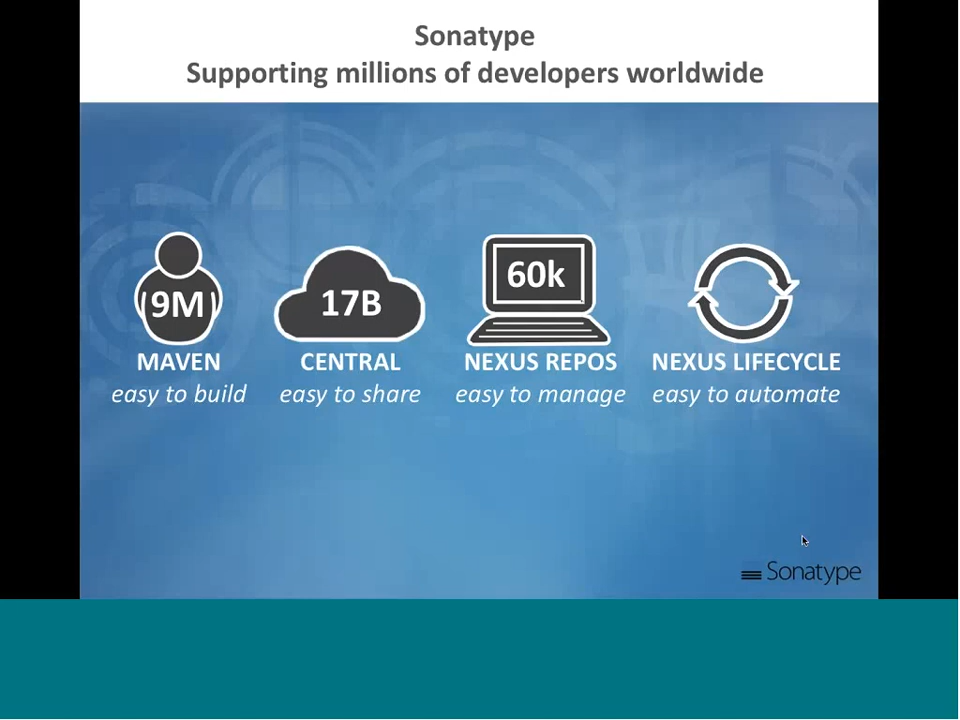 Sonatype
Supporting millions of developers worldwide
9M
17B
60k
MAVEN
CENTRAL
NEXUS REPOS
NEXUS LIFECYCLE
easy to build
easy to share
easy to manage
easy to automate
Sonatype